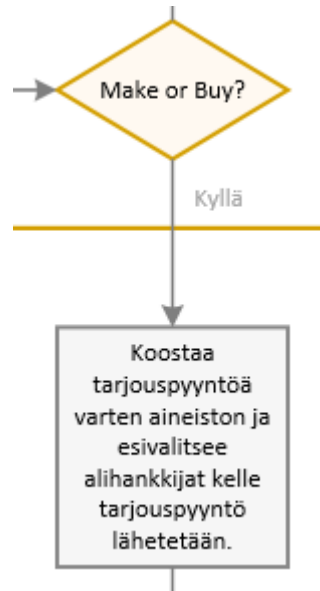 Make or Buy?
Kyllä
Koostaa
tarjouspyyntöä
varten aineiston ja
esivalitsee
alihankkijat kelle
tarjouspyyntö
lähetetään.